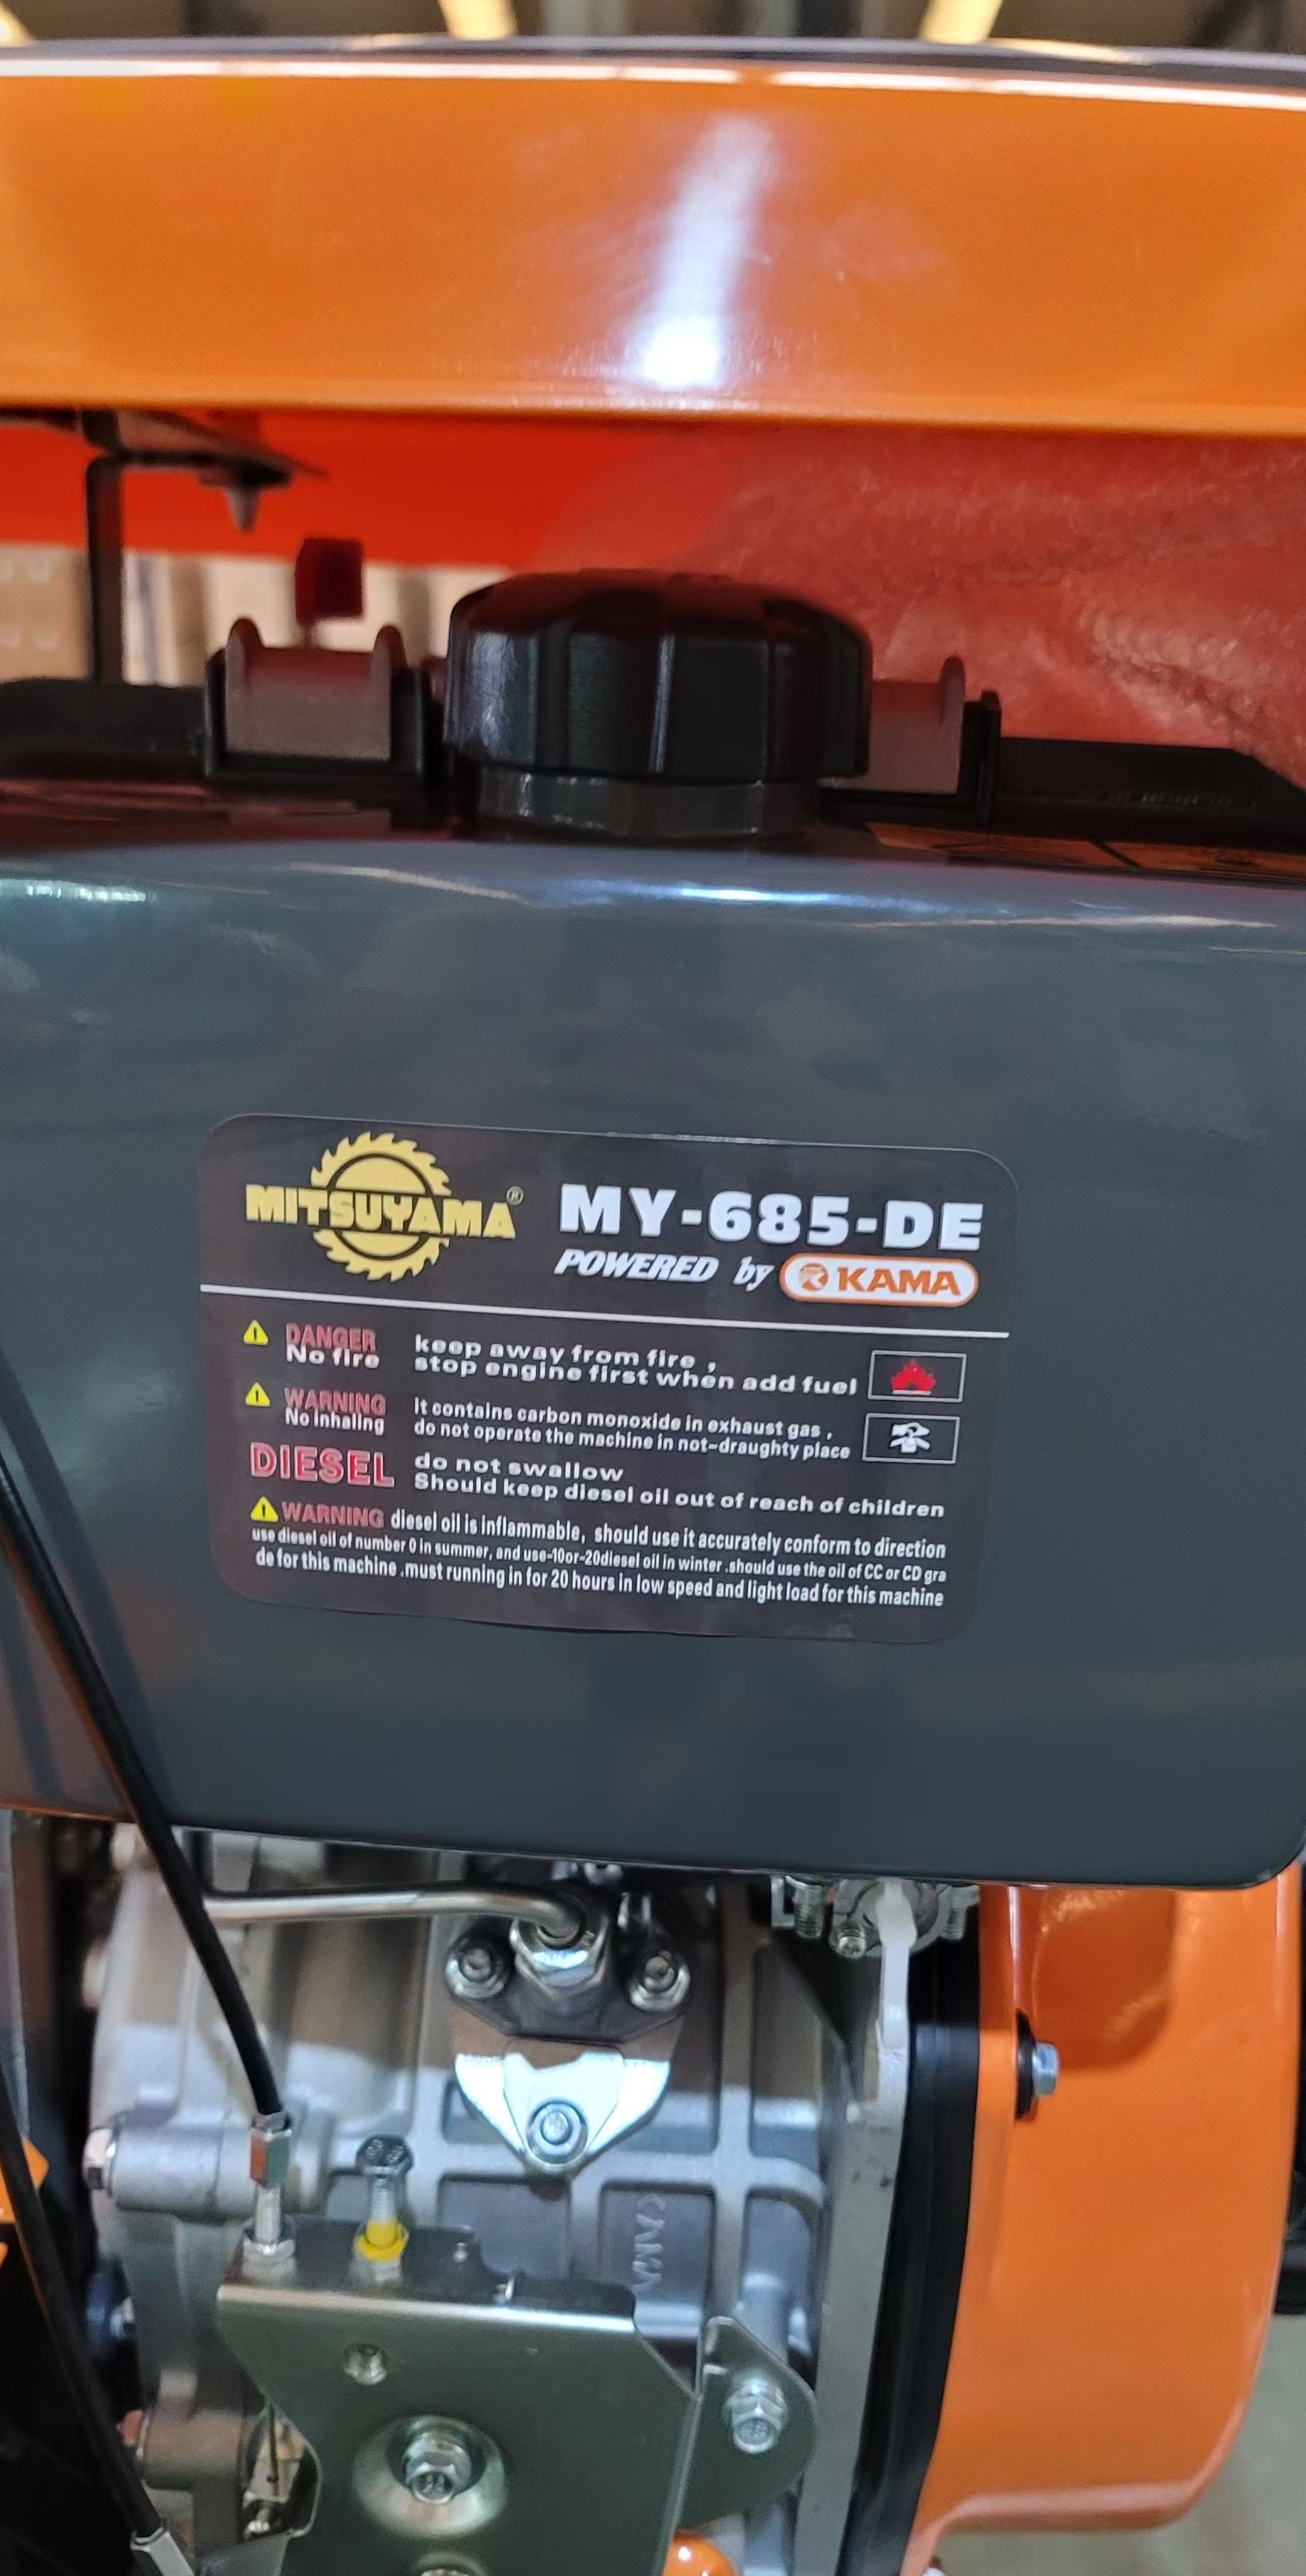 MITSUYAMA®
MY-685-DE
POWERED by KAMA
DANGER
No fire
keep away from fire ,
stop engine first when add fuel
WARNING
No inhaling
It contains carbon monoxide in exhaust gas .
do not operate the machine in not-draughty place
DIESEL
do not swallow
Should keep diesel oil out of reach of children
WARNING diesel oil is inflammable, should use it accurately conform to direction
use diesel oil of number 0 in summer, and use-10or-20diesel oil in winter .should use the oil of CC or CD gra
de for this machine .must running in for 20 hours in low speed and light load for this machine
KAMA